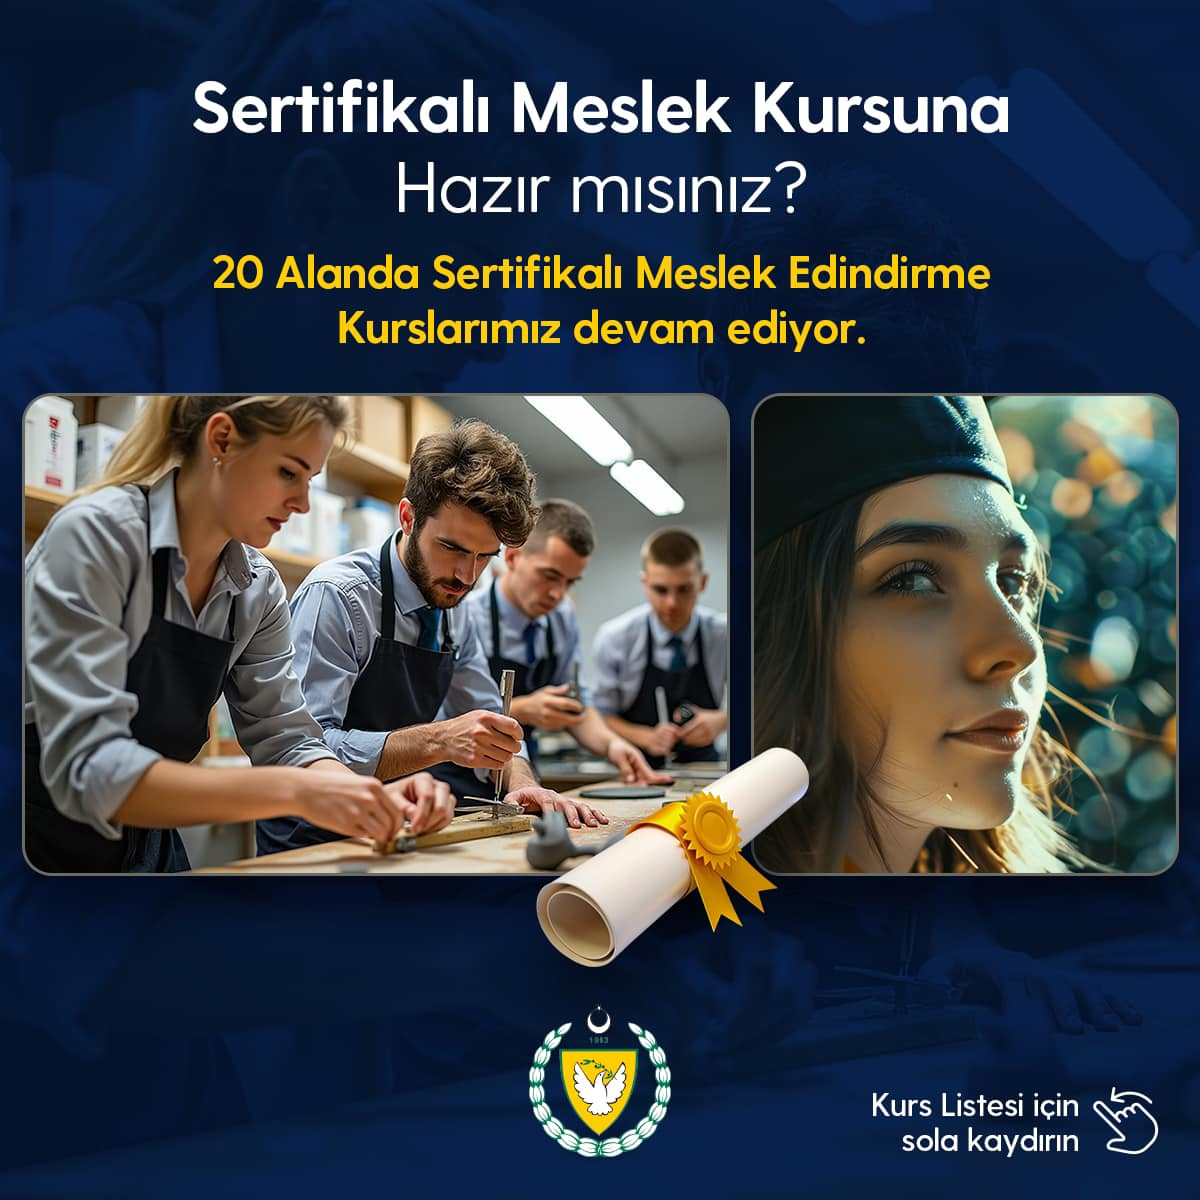 Sertifikalı Meslek Kursuna
Hazır mısınız?
20 Alanda Sertifikalı Meslek Edindirme
Kurslarımız devam ediyor.
1983
Kurs Listesi için
sola kaydırın